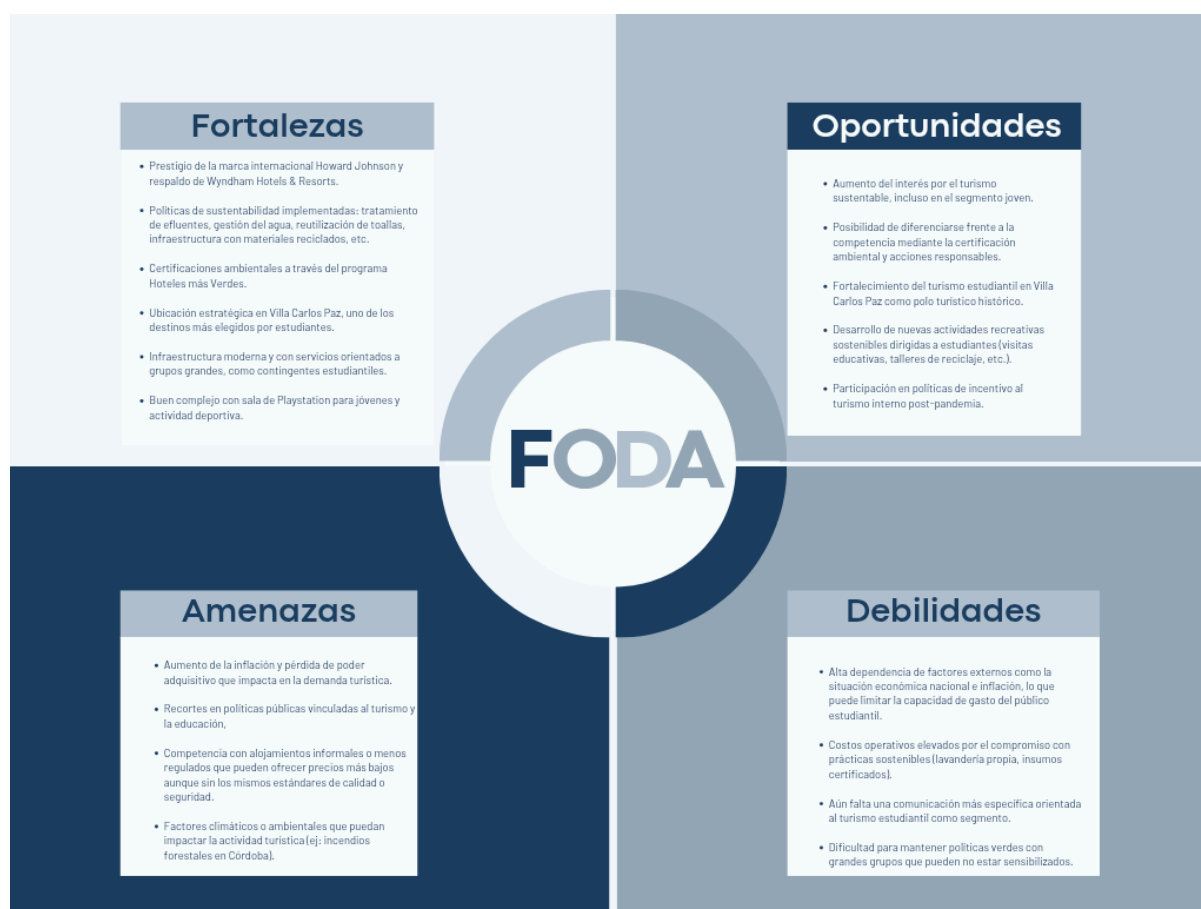 Fortalezas
• Prestigio de la marca internacional Howard Johnson y
respaldo de Wyndham Hotels & Resorts.
• Políticas de sustentabilidad implementadas: tratamiento
de efluentes, gestión del agua, reutilización de toallas,
infraestructura con materiales reciclados, etc.
• Certificaciones ambientales a través del programa
Hoteles más Verdes.
• Ubicación estratégica en Villa Carlos Paz, uno de los
destinos más elegidos por estudiantes.
• Infraestructura moderna y con servicios orientados a
grupos grandes, como contingentes estudiantiles.
• Buen complejo con sala de Playstation para jóvenes y
actividad deportiva.
Oportunidades
• Aumento del interés por el turismo
sustentable, incluso en el segmento joven.
• Posibilidad de diferenciarse frente a la
competencia mediante la certificación
ambiental y acciones responsables.
• Fortalecimiento del turismo estudiantil en Villa
Carlos Paz como polo turístico histórico.
• Desarrollo de nuevas actividades recreativas
sostenibles dirigidas a estudiantes (visitas
educativas, talleres de reciclaje, etc.).
• Participación en políticas de incentivo al
turismo interno post-pandemia.
FODA
Amenazas
• Aumento de la inflación y pérdida de poder
adquisitivo que impacta en la demanda turística.
• Recortes en políticas públicas vinculadas al turismo y
la educación,
• Competencia con alojamientos informales o menos
regulados que pueden ofrecer precios más bajos
aunque sin los mismos estándares de calidad o
seguridad.
• Factores climáticos o ambientales que puedan
impactar la actividad turística (ej: incendios
forestales en Córdoba).
Debilidades
• Alta dependencia de factores externos como la
situación económica nacional e inflación, lo que
puede limitar la capacidad de gasto del público
estudiantil.
• Costos operativos elevados por el compromiso con
prácticas sostenibles (lavandería propia, insumos
certificados).
• Aún falta una comunicación más específica orientada
al turismo estudiantil como segmento.
• Dificultad para mantener políticas verdes con
grandes grupos que pueden no estar sensibilizados.